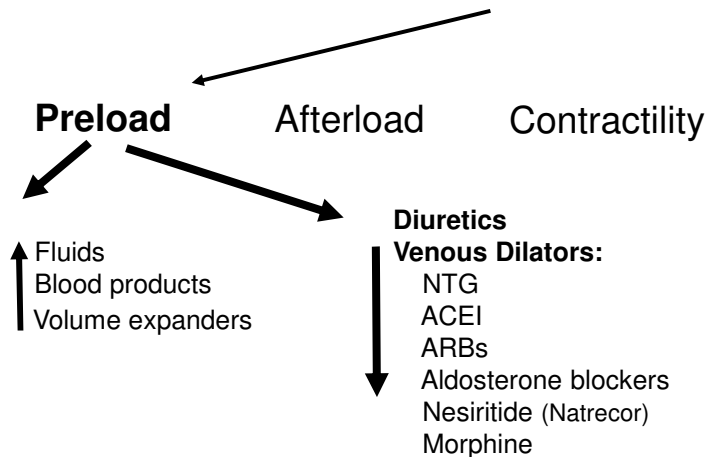 Preload Afterload Contractility
Fluids
Blood products
Volume expanders
Diuretics
Venous Dilators:
NTG
ACEI
ARBs
Aldosterone blockers
Nesiritide (Natrecor)
Morphine